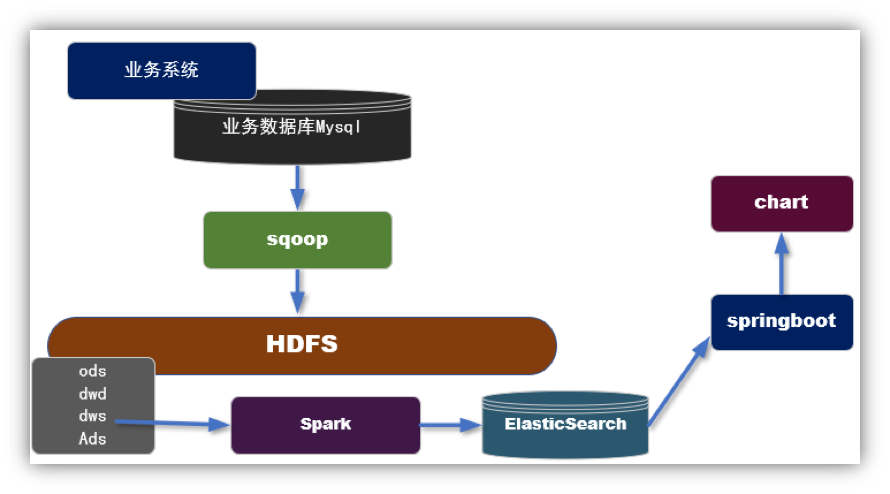 业务系统
业务数据库Mysql
sqoop
HDFS
ods
dwd
dws
Ads
Spark
ElasticSearch
springboot
chart